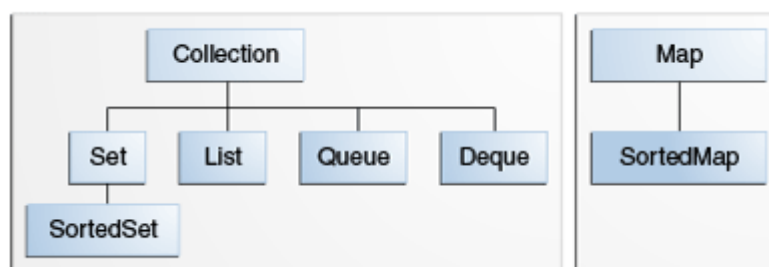 Collection
Map
Set
List
Queue
Deque
SortedMap
SortedSet